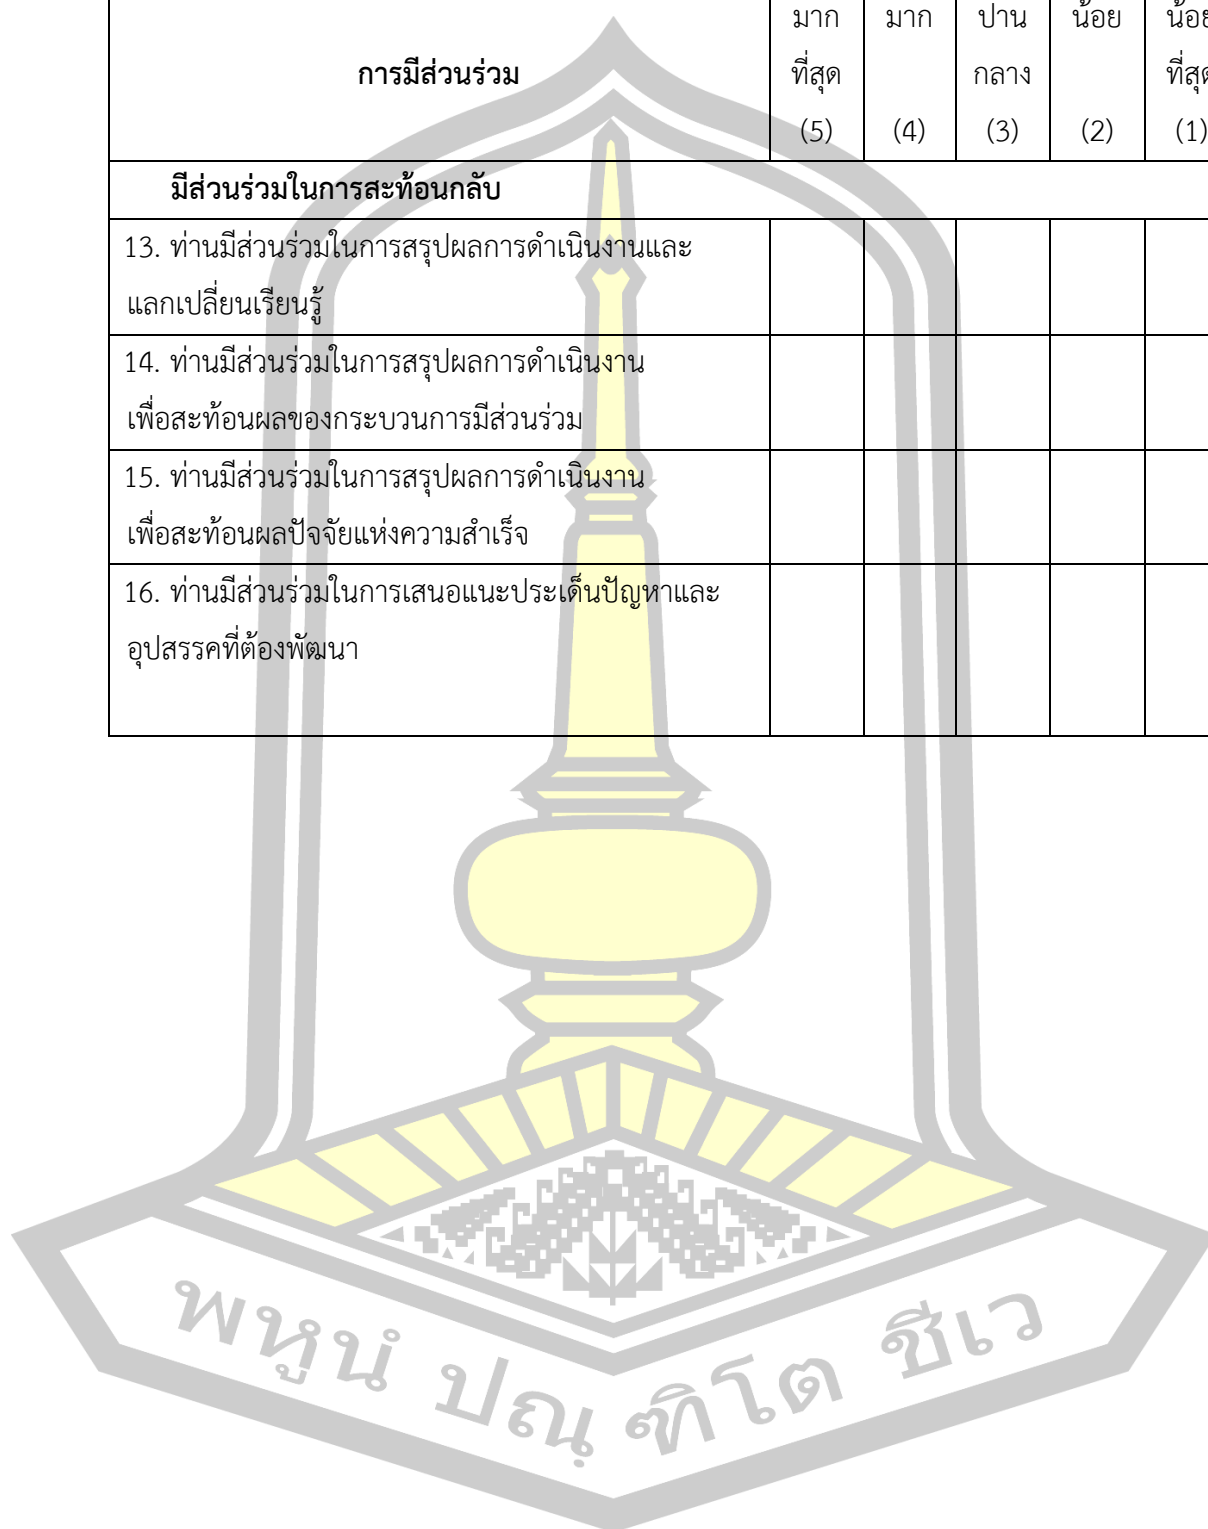 การมีส่วนร่วม
มาก
ที่สุด
(5)
มาก
(4)
ปาน
กลาง
(3)
น้อย
(2)
น้อย
ที่สุด
(1)
มีส่วนร่วมในการสะท้อนกลับ
13. ท่านมีส่วนร่วมในการสรุปผลการดำเนินงานและ
แลกเปลี่ยนเรียนรู้
14. ท่านมีส่วนร่วมในการสรุปผลการดำเนินงาน
เพื่อสะท้อนผลของกระบวนการมีส่วนร่วม
15. ท่านมีส่วนร่วมในการสรุปผลการดำเนินงาน
เพื่อสะท้อนผลปัจจัยแห่งความสำเร็จ
16. ท่านมีส่วนร่วมในการเสนอแนะประเด็นปัญหาและ
อุปสรรคที่ต้องพัฒนา
พหูนํ ปณฺฑิโต ชีเว